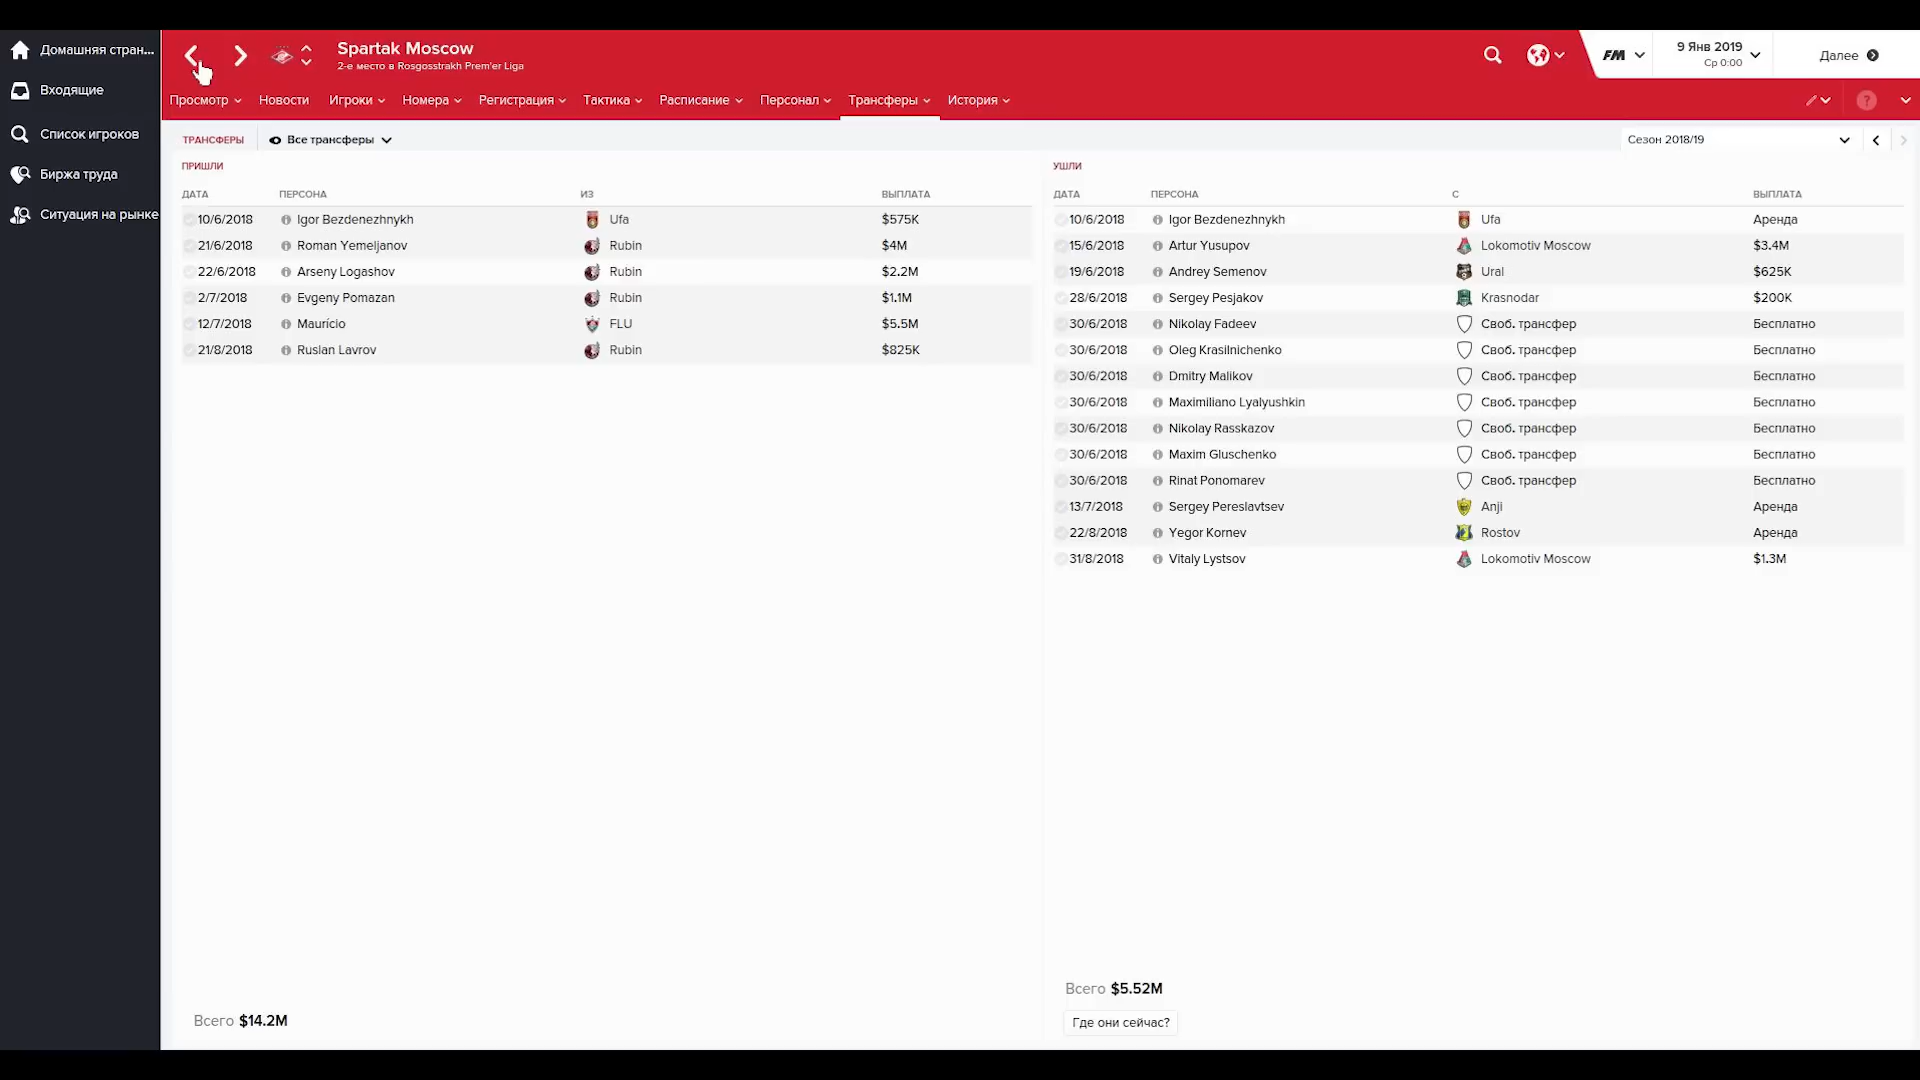 Домашняя стран...
Входящие
Список игроков
Биржа труда
Ситуация на рынке
Spartak Moscow
2-е место в Rosgosstrakh Prem'er Liga
FM
9 Янв 2019
Ср 0:00
Далее
Просмотр Новости Игроки Номера Регистрация Тактика Расписание Персонал Трансферы История
?
ТРАНСФЕРЫ Все трансферы
Сезон 2018/19
ПРИШЛИ
ДАТА ПЕРСОНА ИЗ ВЫПЛАТА
10/6/2018 Igor Bezdenezhnykh Ufa $575K
21/6/2018 Roman Yemeljanov Rubin $4M
22/6/2018 Arseny Logashov Rubin $2.2M
2/7/2018 Evgeny Pomazan Rubin $1.1M
12/7/2018 Maurício FLU $5.5M
21/8/2018 Ruslan Lavrov Rubin $825K
Всего $14.2M
УШЛИ
ДАТА ПЕРСОНА С ВЫПЛАТА
10/6/2018 Igor Bezdenezhnykh Ufa Аренда
15/6/2018 Artur Yusupov Lokomotiv Moscow $3.4M
19/6/2018 Andrey Semenov Ural $625K
28/6/2018 Sergey Pesjakov Krasnodar $200K
30/6/2018 Nikolay Fadeev Своб. трансфер Бесплатно
30/6/2018 Oleg Krasilnichenko Своб. трансфер Бесплатно
30/6/2018 Dmitry Malikov Своб. трансфер Бесплатно
30/6/2018 Maximiliano Lyalyushkin Своб. трансфер Бесплатно
30/6/2018 Nikolay Rasskazov Своб. трансфер Бесплатно
30/6/2018 Maxim Gluschenko Своб. трансфер Бесплатно
30/6/2018 Rinat Ponomarev Своб. трансфер Бесплатно
13/7/2018 Sergey Pereslavtsev Anji Аренда
22/8/2018 Yegor Kornev Rostov Аренда
31/8/2018 Vitaly Lystsov Lokomotiv Moscow $1.3M
Всего $5.52M
Где они сейчас?